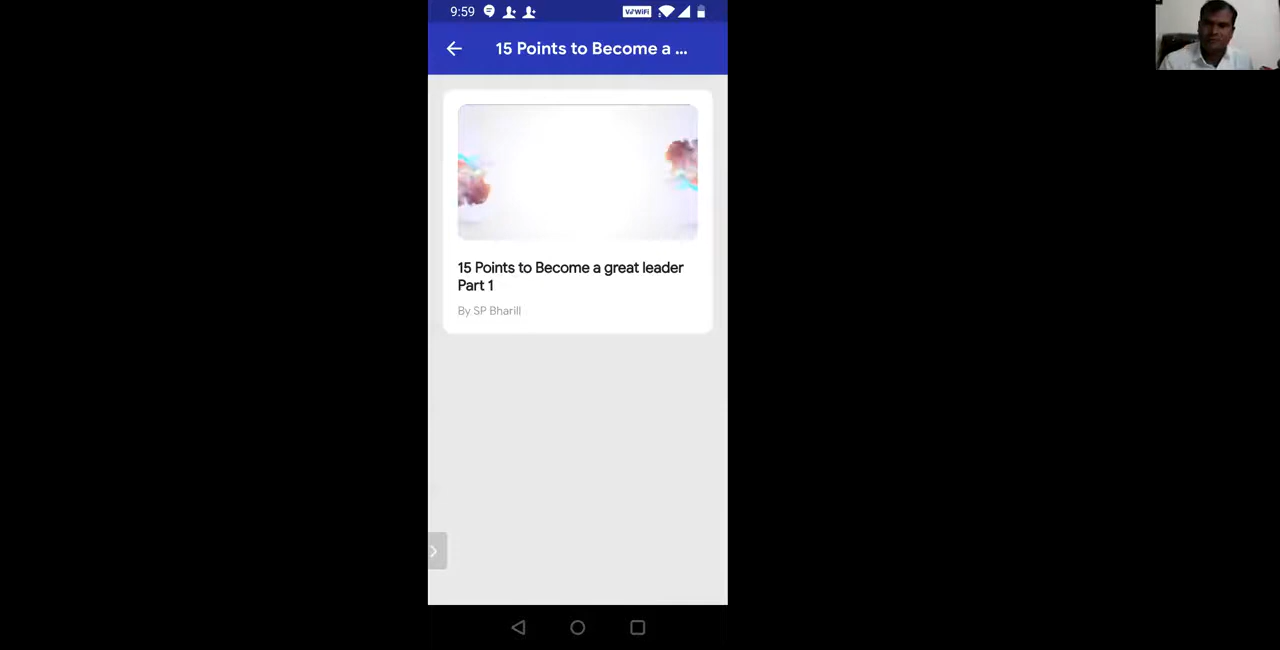 9:59
VoWiFi
15 Points to Become a ...
15 Points to Become a great leader
Part 1
By SP Bharill